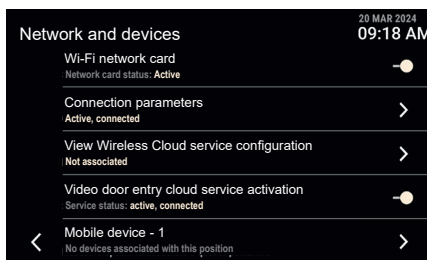 20 MAR 2024
Network and devices 09:18 AM
Wi-Fi network card
Network card status: Active
Connection parameters
Active, connected
View Wireless Cloud service configuration
Not associated
Video door entry cloud service activation
Service status: active, connected
Mobile device - 1
No devices associated with this position